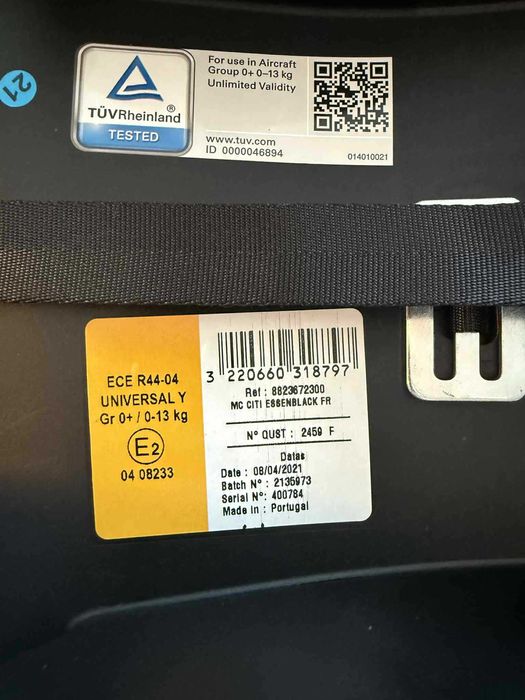 21
TÜVRheinland®
TESTED
For use in Aircraft
Group 0+ 0–13 kg
Unlimited Validity
www.tuv.com
ID 0000046894
014010021
ECE R44-04
UNIVERSAL Y
Gr 0+ / 0-13 kg
E2
04 08233
3 220660 318797
Ref : 8823672300
MC CITI ESSENBLACK FR
N° QUST : 2459 F
Datas
Date : 08/04/2021
Batch N° : 2135973
Serial N°: 400784
Made in : Portugal